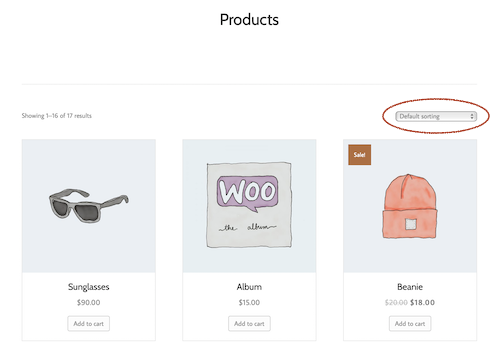 Products
Showing 1–16 of 17 results
Default sorting
Sale!
WOO
the album
Sunglasses
Album
Beanie
$90.00
$15.00
$20.00 $18.00
Add to cart
Add to cart
Add to cart